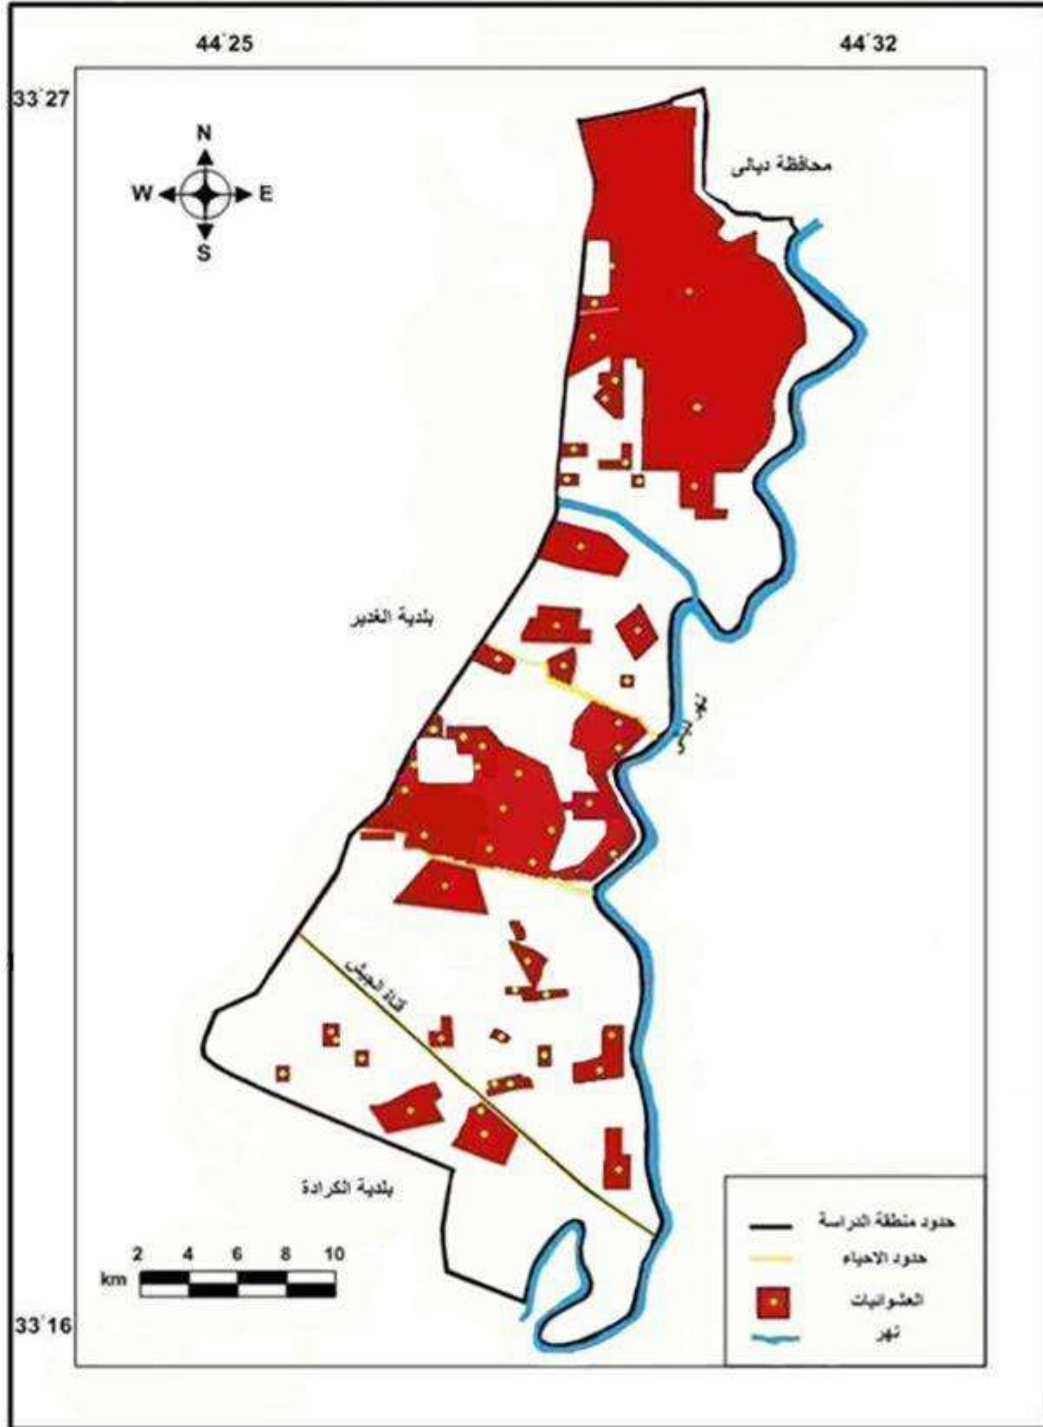 44°25
44°32
33°27
N
W
E
S
محافظة ديالى
بلدية الغدير
نهر ديالى
قناة الجيش
بلدية الكرادة
2 4 6 8 10
km
33°16
حدود منطقة الدراسة
حدود الاحياء
العشوائيات
نهر